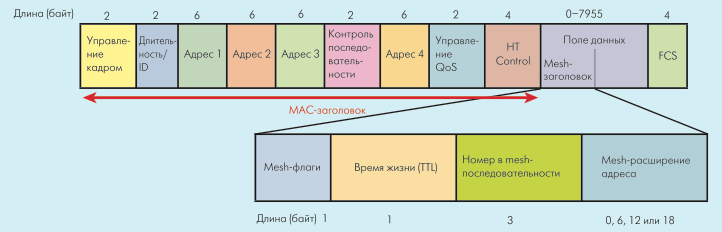 Длина (байт) 2 2 6 6 6 2 6 2 4 0–7955 4
Управле-
ние
кадром
Длитель-
ность/
ID
Адрес 1
Адрес 2
Адрес 3
Контроль
последо-
ватель-
ности
Адрес 4
Управле-
ние
QoS
HT
Control
Поле данных
Mesh-
заголовок
FCS
MAC-заголовок
Mesh-флаги
Время жизни (TTL)
Номер в mesh-
последовательности
Mesh-расширение
адреса
Длина (байт) 1 1 3 0, 6, 12 или 18